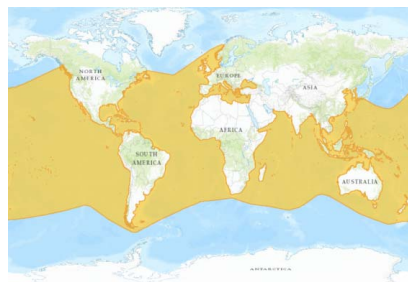 NORTH
AMERICA
EUROPE
ASIA
AFRICA
SOUTH
AMERICA
AUSTRALIA
ANTARCTICA